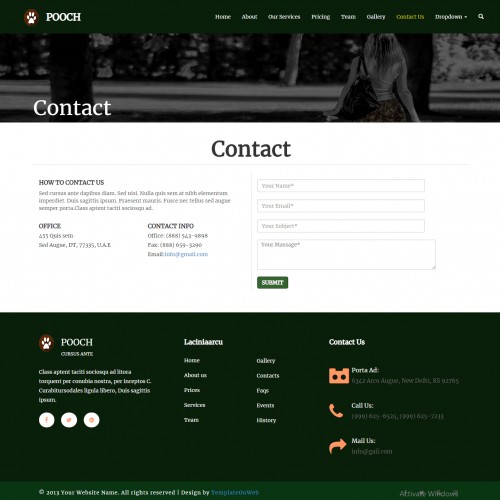 POOCH
Home About Our Services Pricing Team Gallery Contact Us Dropdown
Contact
Contact
HOW TO CONTACT US
Sed cursus ante dapibus diam. Sed uisi. Nulla quis sem at nibh elementum
imperdiet. Duis sagittis ipsum. Praesent mauris. Fusce nec tellus sed augue
semper porta.Class aptent taciti sociosqu ad.
OFFICE
455 Quis sem
Sed Augue, DT, 77335, U.A.E
CONTACT INFO
Office: (888) 543-9898
Fax: (888) 659-3290
Email:info@gmail.com
Your Name*
Your Email*
Your Subject*
Your Massage*
SUBMIT
POOCH
CURSUS ANTE
Class aptent taciti sociosqu ad litora
torquent per conubia nostra, per inceptos C.
Curabitursodales ligula libero, Duis sagittis
ipsum.
Laciniaarcu
Home
About us
Prices
Services
Team
Gallery
Contacts
Faqs
Events
History
Contact Us
Porta Ad:
6342 Arcu Augue, New Delhi, RS 92765
Call Us:
(999) 625-6525, (999) 625-7233
Mail Us:
info@gail.com
© 2013 Your Website Name. All rights reserved | Design by TemplateOnWeb
Activate Windows